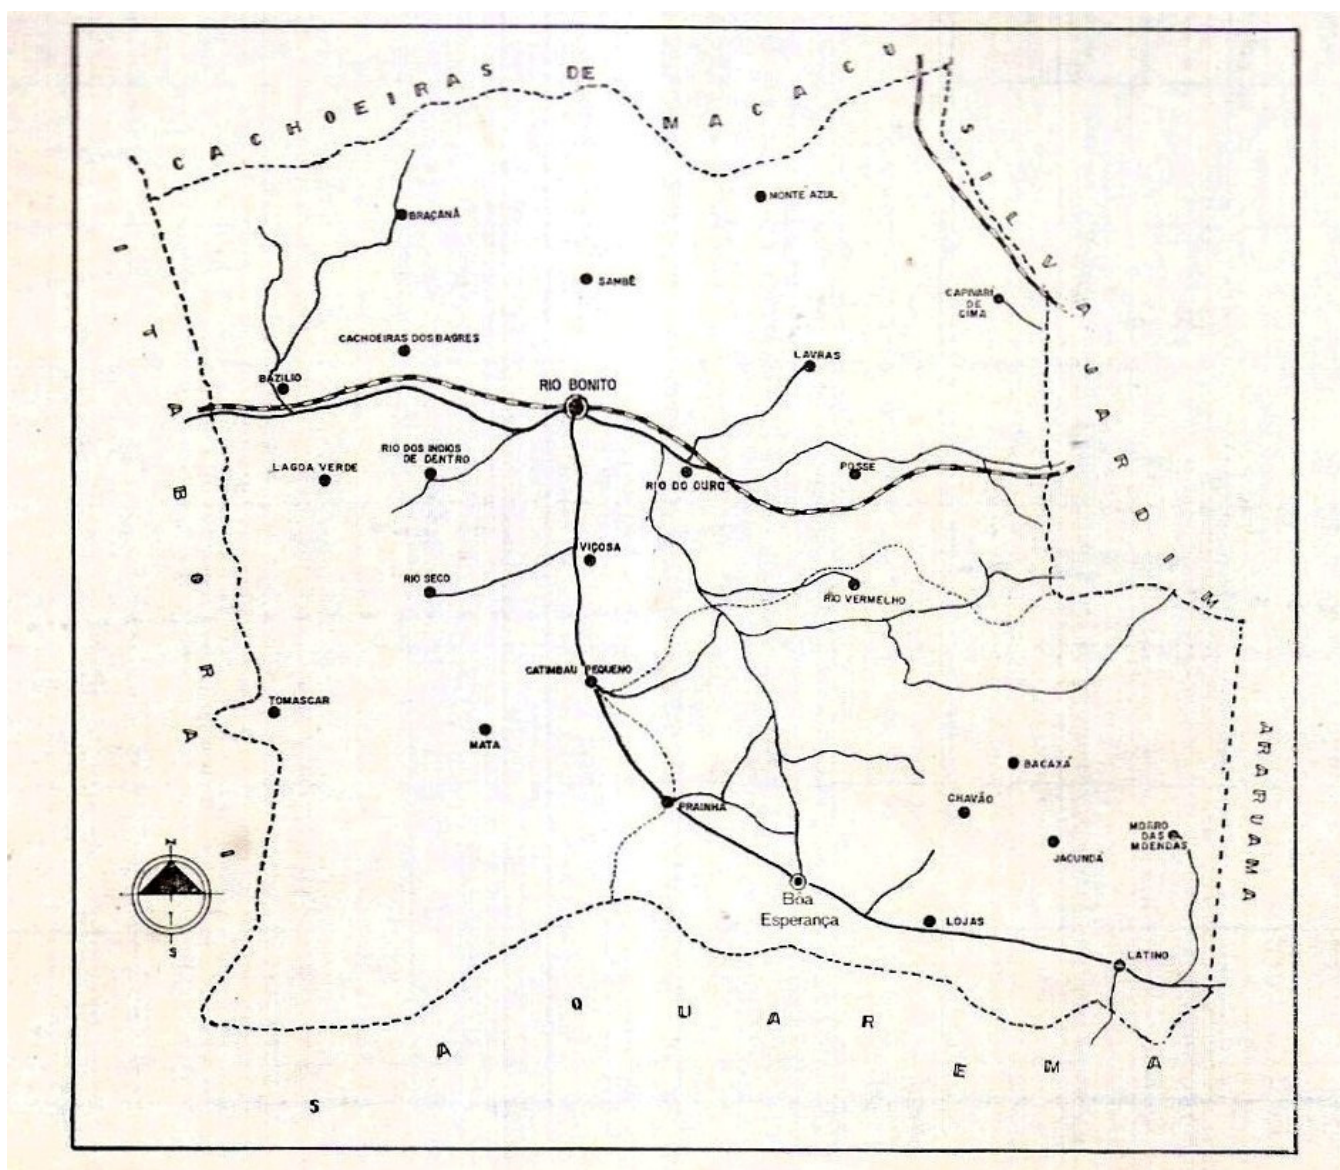 CACHOEIRAS DE MACACU
SILVA JARDIM
ITABORAÍ
ARARUAMA
SAQUAREMA
MONTE AZUL
BRAÇANÃ
SAMBÊ
CAPIVARI
DE
CIMA
CACHOEIRAS DOS BAGRES
LAVRAS
BAZILIO
RIO BONITO
RIO DOS INDIOS
DE DENTRO
LAGOA VERDE
POSSE
RIO DO OURO
VIÇOSA
RIO SECO
RIO VERMELHO
CATIMBAU PEQUENO
TOMASCAR
MATA
BACAXÁ
CHAVÃO
PRAINHA
MORRO
DAS
MOENDAS
JACUNDÁ
N
S
Bôa
Esperança
LOJAS
LATINO